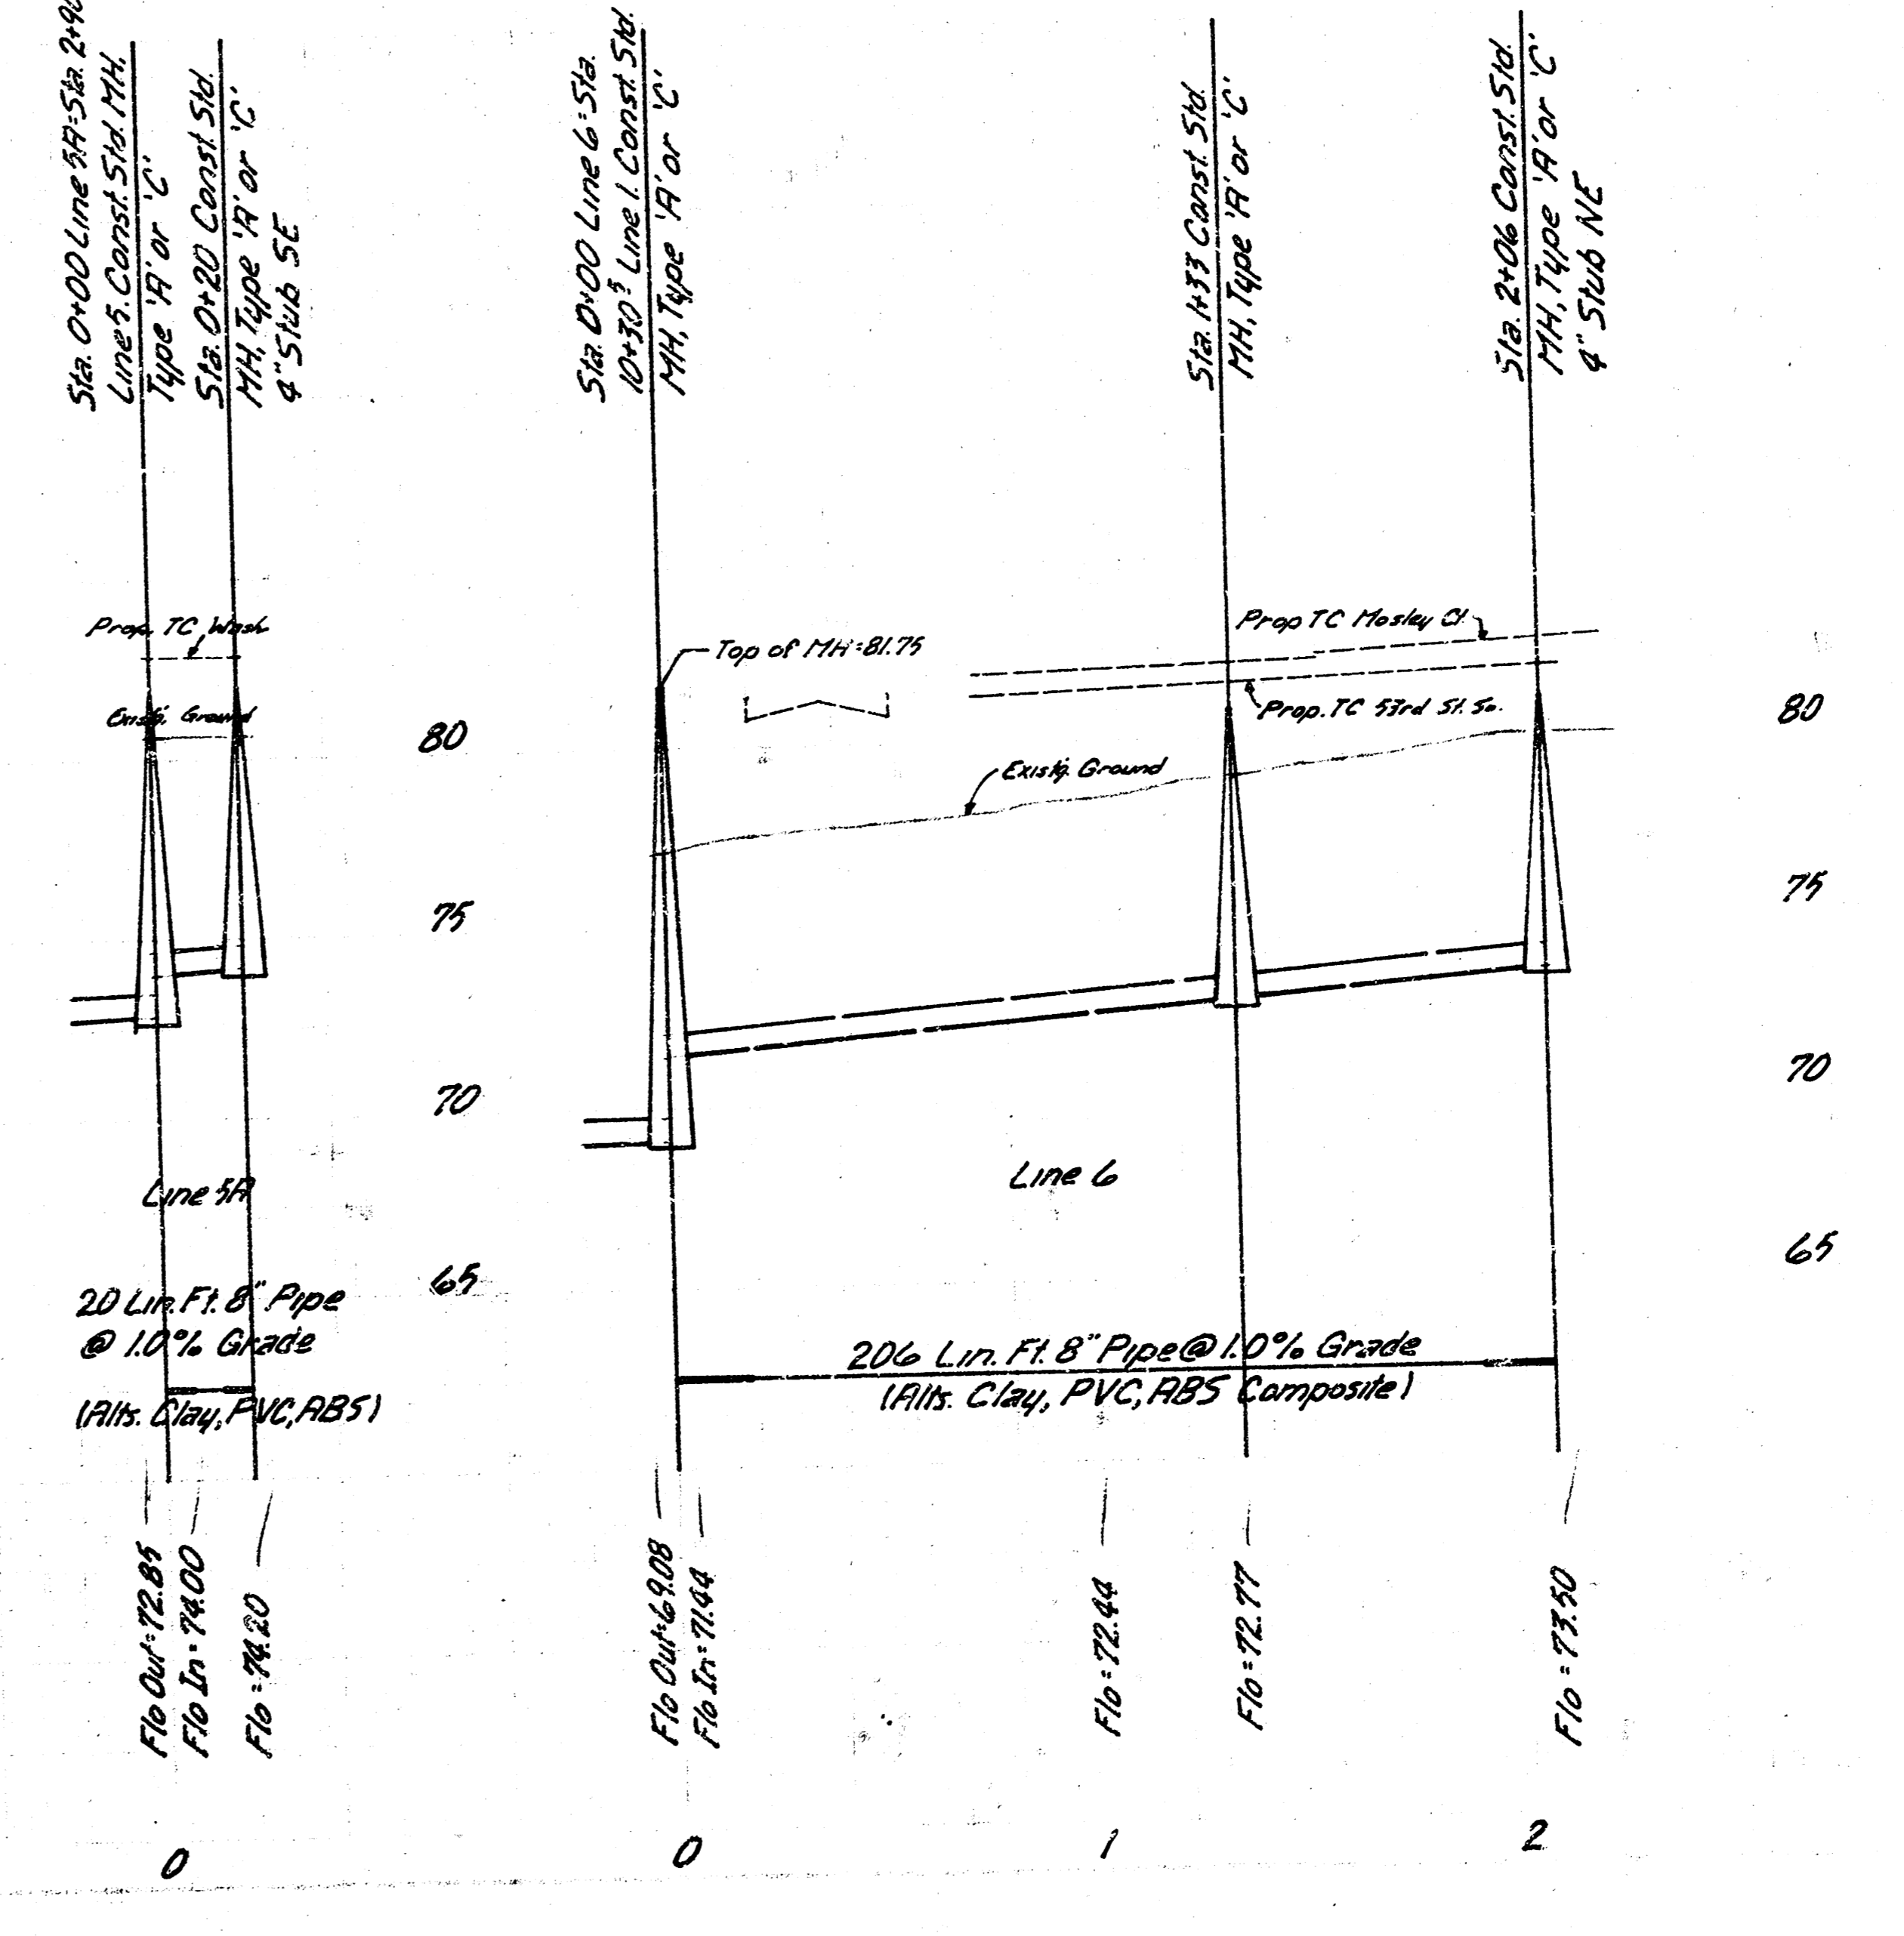 Sta. 0+00 Line 5A=Sta. 2+9
Line 5. Const. Std. MH.
Type 'A' or 'C'
Sta. 0+20 Const. Std.
MH, Type 'A' or 'C'
4" Stub SE
Sta. 0+00 Line 6=Sta.
10+30 Line 1. Const. Std.
MH, Type 'A' or 'C'
Sta. 1+33 Const. Std.
MH, Type 'A' or 'C'
Sta. 2+06 Const. Std.
MH, Type 'A' or 'C'
4" Stub NE
Prop. TC Wash
Existg. Ground
Top of MH=81.75
Prop TC Mosley Ct
Prop. TC 53rd St. So.
Existg. Ground
80
75
70
65
80
75
70
65
Line 5A
20 Lin. Ft. 8" Pipe
@ 1.0% Grade
(Alts. Clay, PVC, ABS)
Line 6
206 Lin. Ft. 8" Pipe @ 1.0% Grade
(Alts. Clay, PVC, ABS Composite)
Flo Out=72.85
Flo In=74.00
Flo=74.20
Flo Out=69.08
Flo In=71.44
Flo=72.44
Flo=72.77
Flo=73.50
0
0
1
2